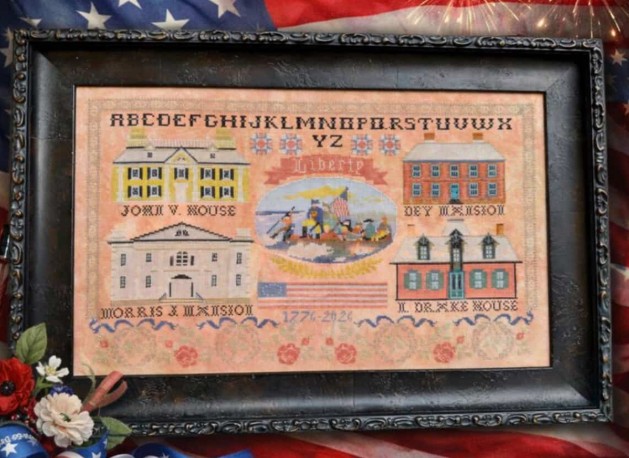 ABCDEFGHIJKLMNOPQRSTUVWX
YZ
Liberty
JOHN V. HOUSE
DEY MANSION
MORRIS J. MANSION
I. DRAKE HOUSE
1776-2026